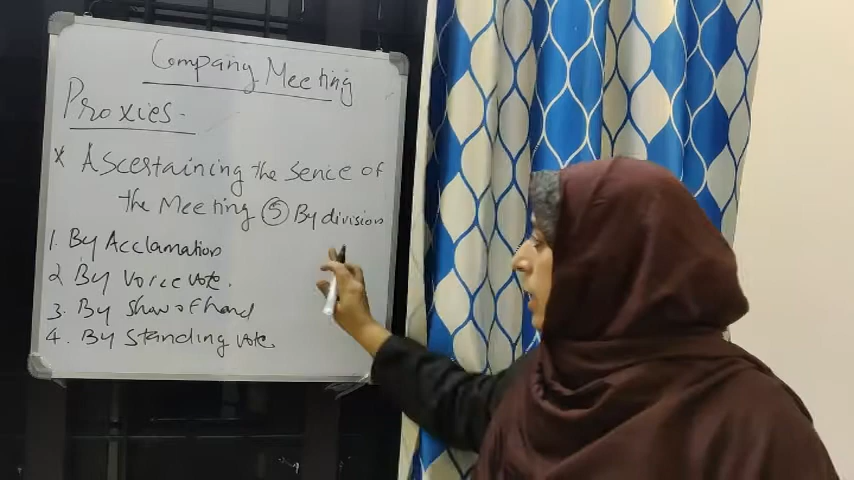 Company Meeting
Proxies-
x Ascertaining the sence of
the Meeting ⑤ By division
1. By Acclamation
2 By voice vote.
3. By show of hand
4. By Standing vote.